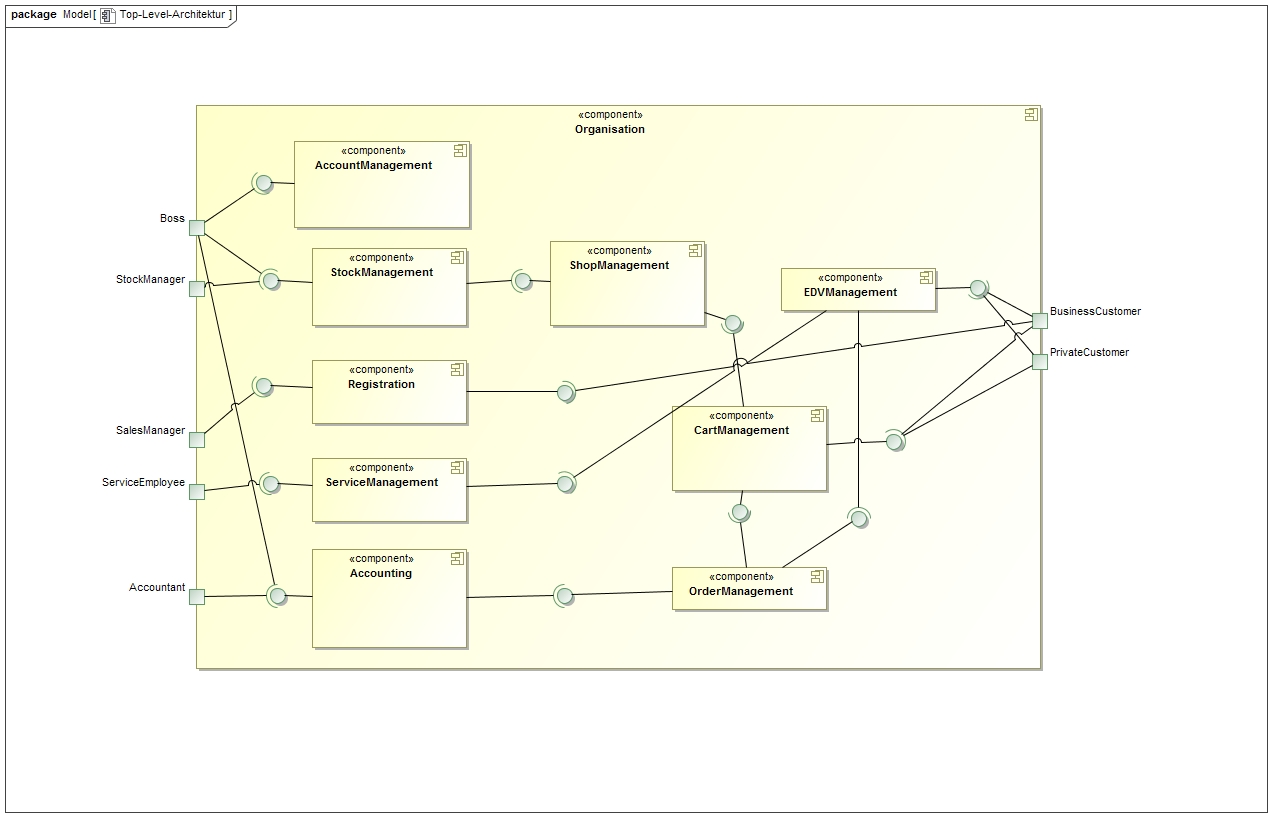 package Model[ Top-Level-Architektur ]
«component»
Organisation
«component»
AccountManagement
Boss
StockManager
«component»
StockManagement
«component»
ShopManagement
«component»
EDVManagement
BusinessCustomer
PrivateCustomer
«component»
Registration
SalesManager
«component»
CartManagement
ServiceEmployee
«component»
ServiceManagement
Accountant
«component»
Accounting
«component»
OrderManagement